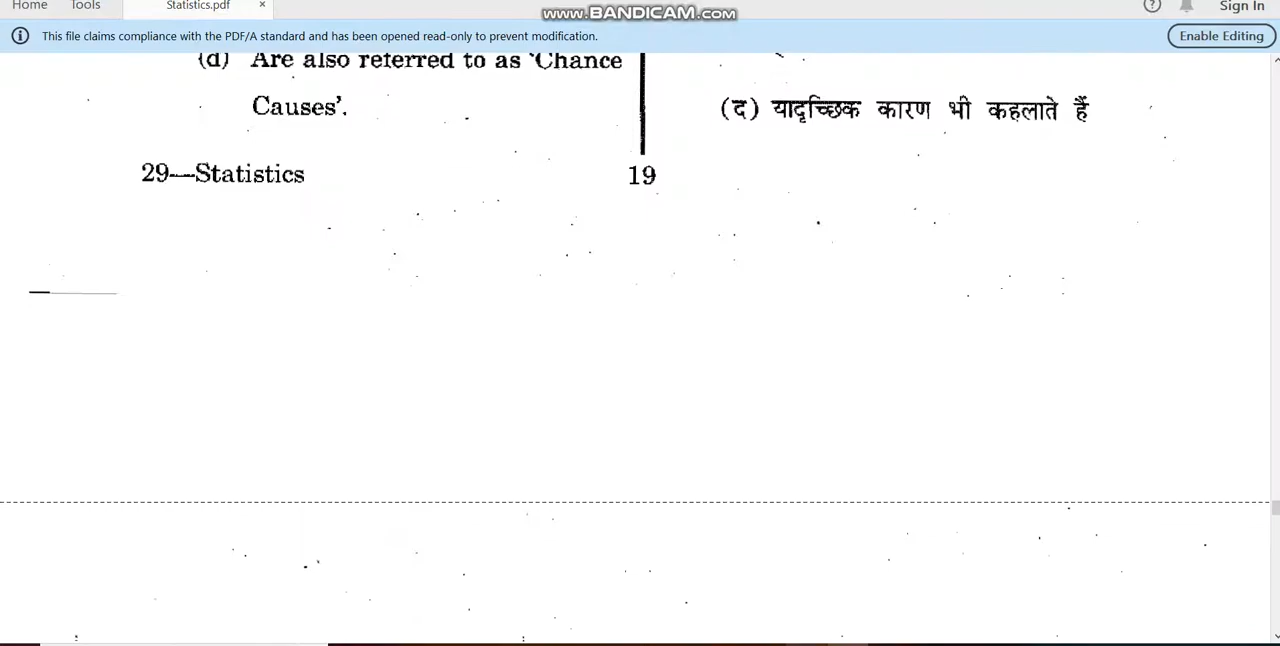 Home Tools Statistics.pdf × www.BANDICAM.com Sign In
This file claims compliance with the PDF/A standard and has been opened read-only to prevent modification. Enable Editing
(d) Are also referred to as 'Chance
Causes'.
(द) यादृच्छिक कारण भी कहलाते हैं
29—Statistics 19